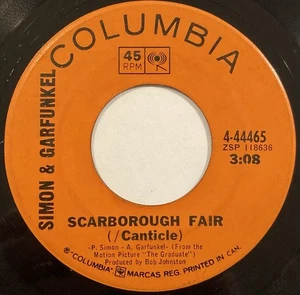 COLUMBIA
SIMON & GARFUNKEL
45
RPM
4-44465
ZSP 118636
3:08
SCARBOROUGH FAIR
(/Canticle)
-P. Simon - A. Garfunkel- (From the
Motion Picture "The Graduate")
Produced by Bob Johnston
® "COLUMBIA", MARCAS REG. PRINTED IN CAN.